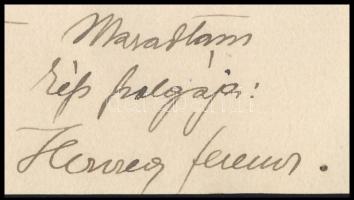 Maradtam
kész szolgája:
Herczeg Ferenc.